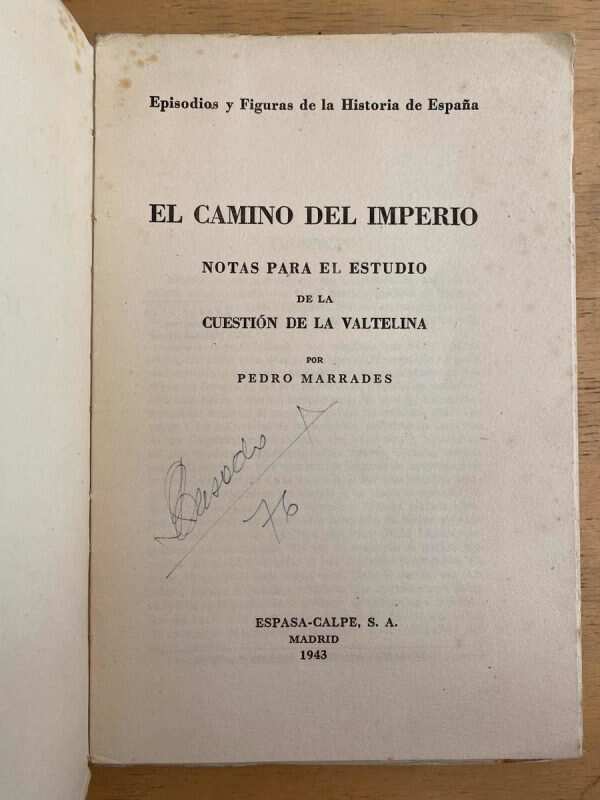 Episodios y Figuras de la Historia de España
EL CAMINO DEL IMPERIO
NOTAS PARA EL ESTUDIO
DE LA
CUESTIÓN DE LA VALTELINA
POR
PEDRO MARRADES
76
ESPASA-CALPE, S. A.
MADRID
1943